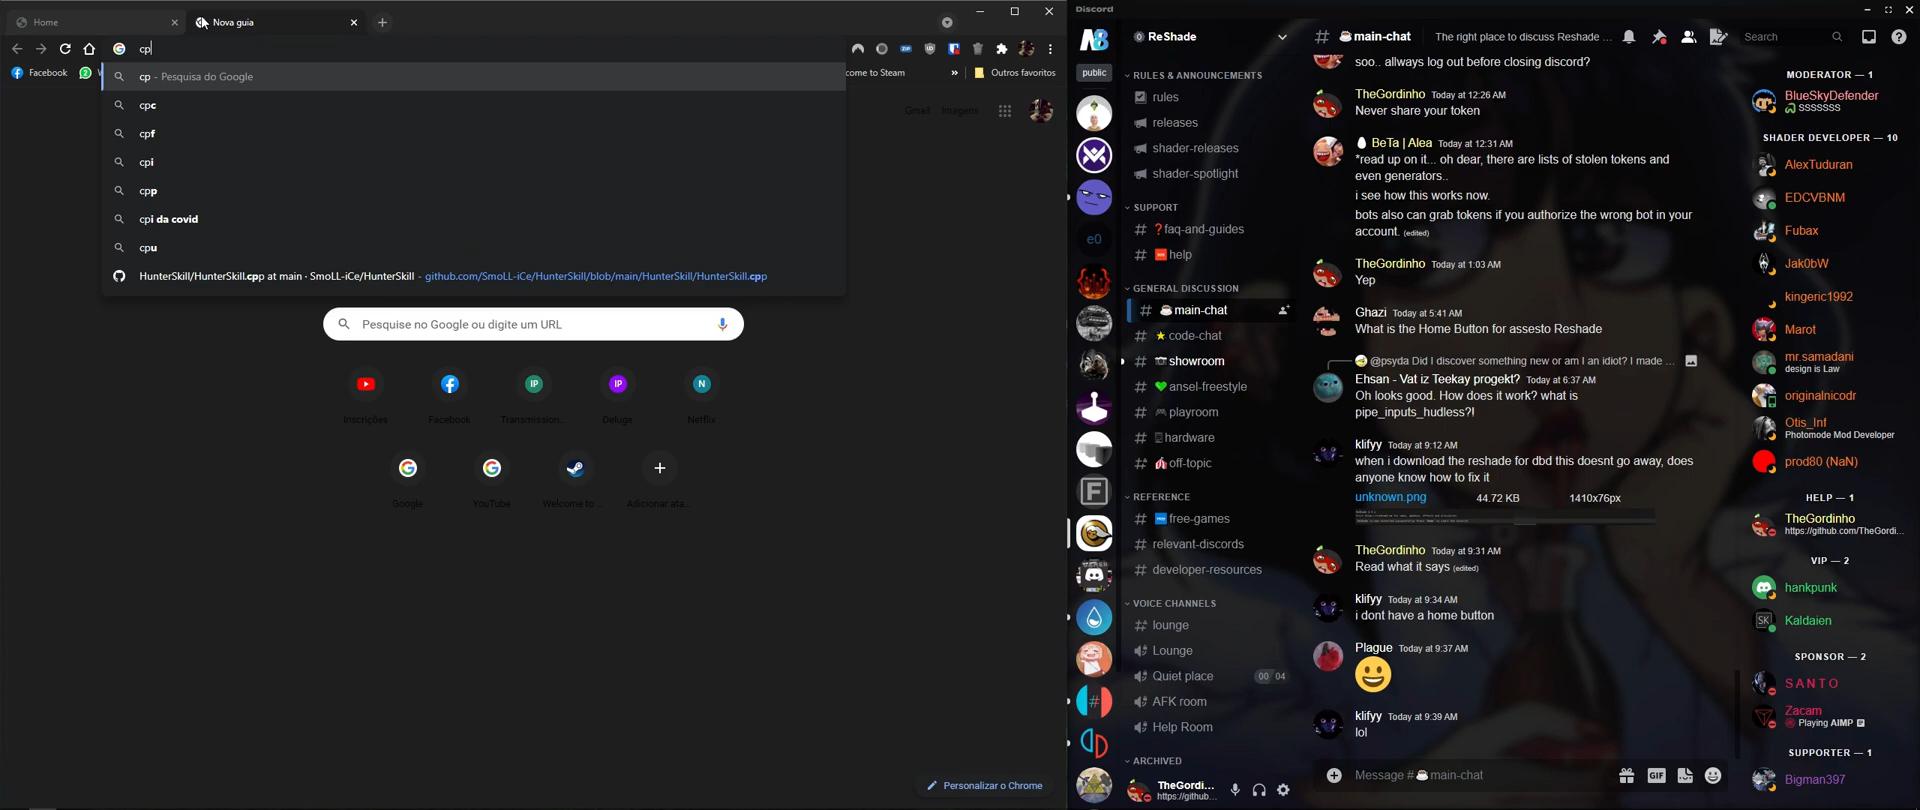 Home
Nova guia
cp
Facebook
come to Steam
»
Outros favoritos
cp - Pesquisa do Google
cpc
cpf
cpi
cpp
cpi da covid
cpu
HunterSkill/HunterSkill.cpp at main · SmoLL-iCe/HunterSkill - github.com/SmoLL-iCe/HunterSkill/blob/main/HunterSkill/HunterSkill.cpp
Gmail Imagens
Pesquise no Google ou digite um URL
Inscrições
Facebook
IP
Transmission...
IP
Deluge
N
Netflix
Google
YouTube
Welcome to ...
Adicionar ata...
Personalizar o Chrome
Discord
public
e0
ReShade
RULES & ANNOUNCEMENTS
rules
releases
shader-releases
shader-spotlight
SUPPORT
# ❓faq-and-guides
# 🆘help
GENERAL DISCUSSION
# ☕main-chat
# ⭐code-chat
# 📷showroom
# 💚ansel-freestyle
# 🎮playroom
# 🖥hardware
# 🎪off-topic
REFERENCE
# 🆓free-games
# relevant-discords
# developer-resources
VOICE CHANNELS
lounge
Lounge
Quiet place 00 04
AFK room
Help Room
ARCHIVED
TheGordi...
https://github...
# ☕main-chat
The right place to discuss Reshade ...
Search
soo.. allways log out before closing discord?
TheGordinho Today at 12:26 AM
Never share your token
BeTa | Alea Today at 12:31 AM
*read up on it... oh dear, there are lists of stolen tokens and
even generators..
i see how this works now.
bots also can grab tokens if you authorize the wrong bot in your
account. (edited)
TheGordinho Today at 1:03 AM
Yep
Ghazi Today at 5:41 AM
What is the Home Button for assesto Reshade
@psyda Did I discover something new or am I an idiot? I made ...
Ehsan - Vat iz Teekay progekt? Today at 6:37 AM
Oh looks good. How does it work? what is
pipe_inputs_hudless?!
klifyy Today at 9:12 AM
when i download the reshade for dbd this doesnt go away, does
anyone know how to fix it
unknown.png 44.72 KB 1410x76px
TheGordinho Today at 9:31 AM
Read what it says (edited)
klifyy Today at 9:34 AM
i dont have a home button
Plague Today at 9:37 AM
😀
klifyy Today at 9:39 AM
lol
Message #☕main-chat
GIF
MODERATOR — 1
BlueSkyDefender
🐍 sssssss
SHADER DEVELOPER — 10
AlexTuduran
EDCVBNM
Fubax
Jak0bW
kingeric1992
Marot
mr.samadani
design is Law
originalnicodr
Otis_Inf
Photomode Mod Developer
prod80 (NaN)
HELP — 1
TheGordinho
https://github.com/TheGordi...
VIP — 2
hankpunk
SK
Kaldaien
SPONSOR — 2
S A N T O
Zacam
Playing AIMP
SUPPORTER — 1
Bigman397